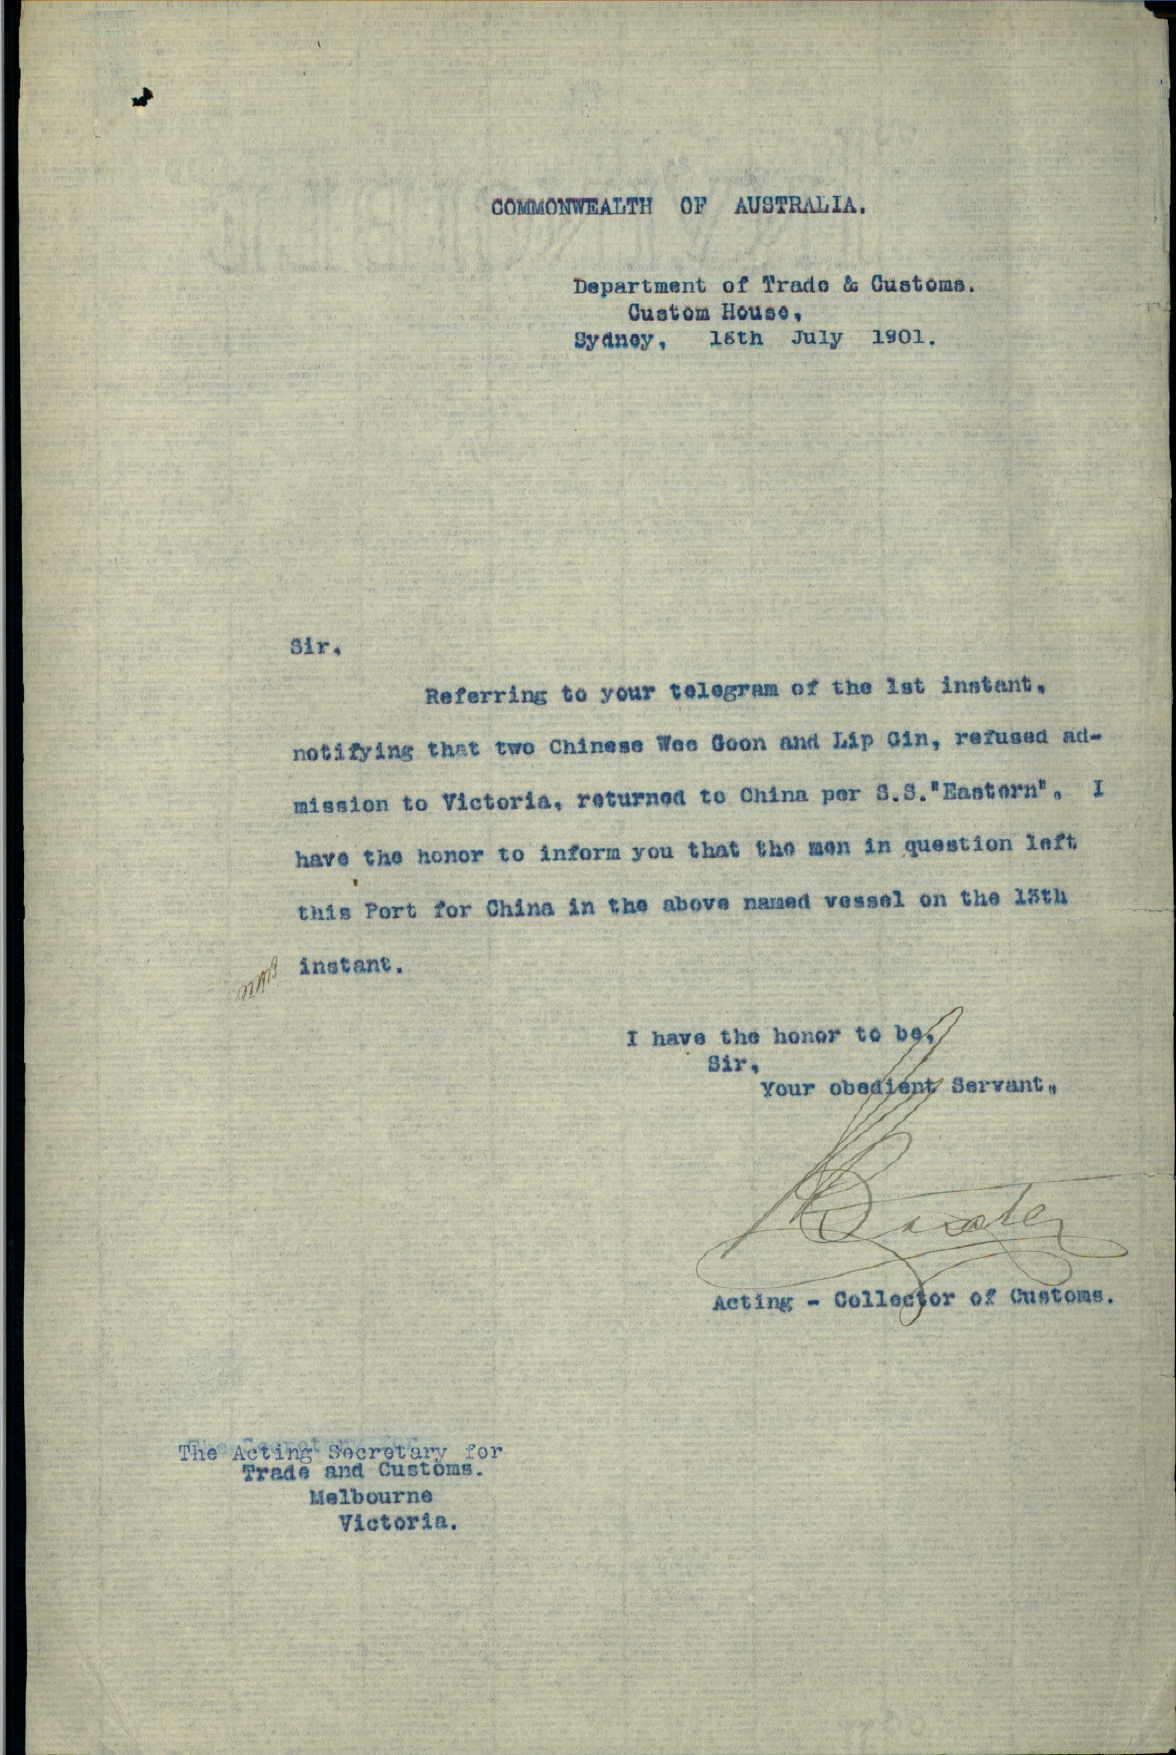 COMMONWEALTH OF AUSTRALIA.
Department of Trade & Customs.
Custom House,
Sydney, 15th July 1901.
Sir,
Referring to your telegram of the 1st instant,
notifying that two Chinese Wee Goon and Lip Gin, refused ad-
mission to Victoria, returned to China per S.S."Eastern", I
have the honor to inform you that the men in question left
this Port for China in the above named vessel on the 13th
instant.
I have the honor to be,
Sir,
Your obedient Servant,
Baxter
Acting - Collector of Customs.
The Acting Secretary for
Trade and Customs.
Melbourne
Victoria.